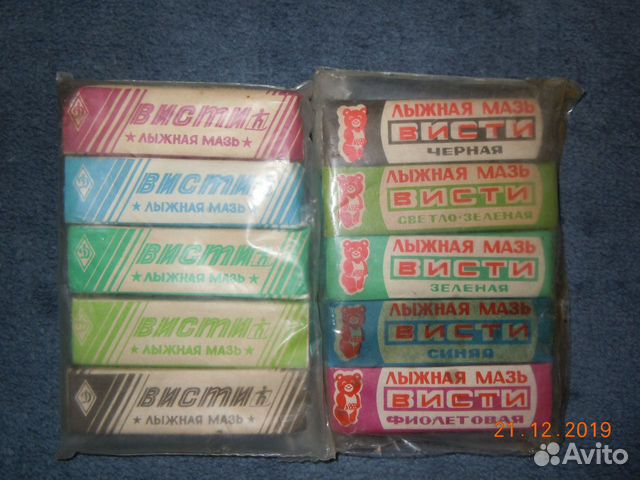 ВИСТИ
★ ЛЫЖНАЯ МАЗЬ ★
ВИСТИ
★ ЛЫЖНАЯ МАЗЬ ★
ВИСТИ
★ ЛЫЖНАЯ МАЗЬ ★
ВИСТИ
★ ЛЫЖНАЯ МАЗЬ ★
ВИСТИ
★ ЛЫЖНАЯ МАЗЬ ★
ЛЫЖНАЯ МАЗЬ
ВИСТИ
ЧЕРНАЯ
ЛЫЖНАЯ МАЗЬ
ВИСТИ
СВЕТЛО-ЗЕЛЕНАЯ
ЛЫЖНАЯ МАЗЬ
ВИСТИ
ЗЕЛЕНАЯ
ЛЫЖНАЯ МАЗЬ
ВИСТИ
СИНЯЯ
ЛЫЖНАЯ МАЗЬ
ВИСТИ
ФИОЛЕТОВАЯ
21.12.2019
Avito